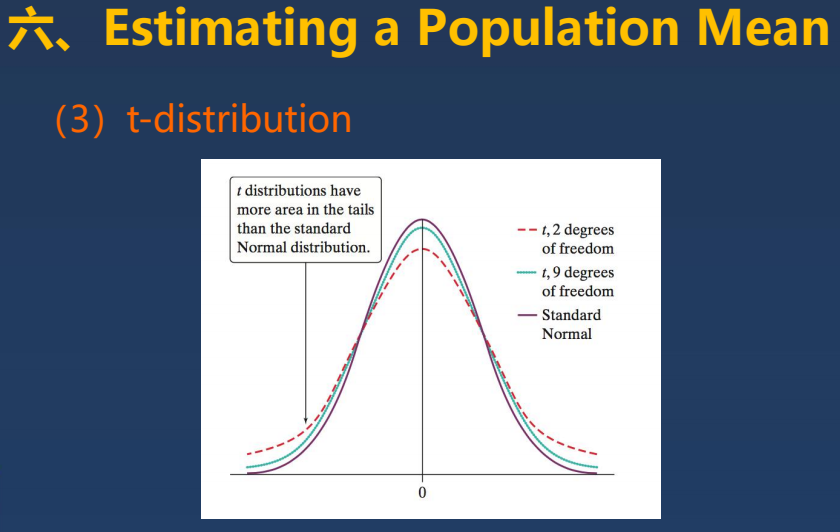 六、Estimating a Population Mean
（3）t-distribution
t distributions have
more area in the tails
than the standard
Normal distribution.
t, 2 degrees
of freedom
t, 9 degrees
of freedom
Standard
Normal
0